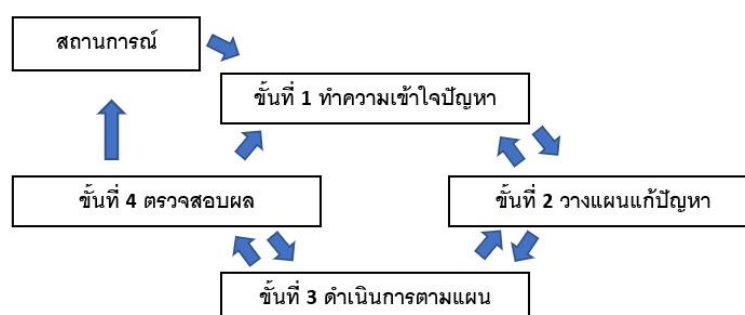 สถานการณ์
ขั้นที่ 1 ทำความเข้าใจปัญหา
ขั้นที่ 4 ตรวจสอบผล
ขั้นที่ 2 วางแผนแก้ปัญหา
ขั้นที่ 3 ดำเนินการตามแผน